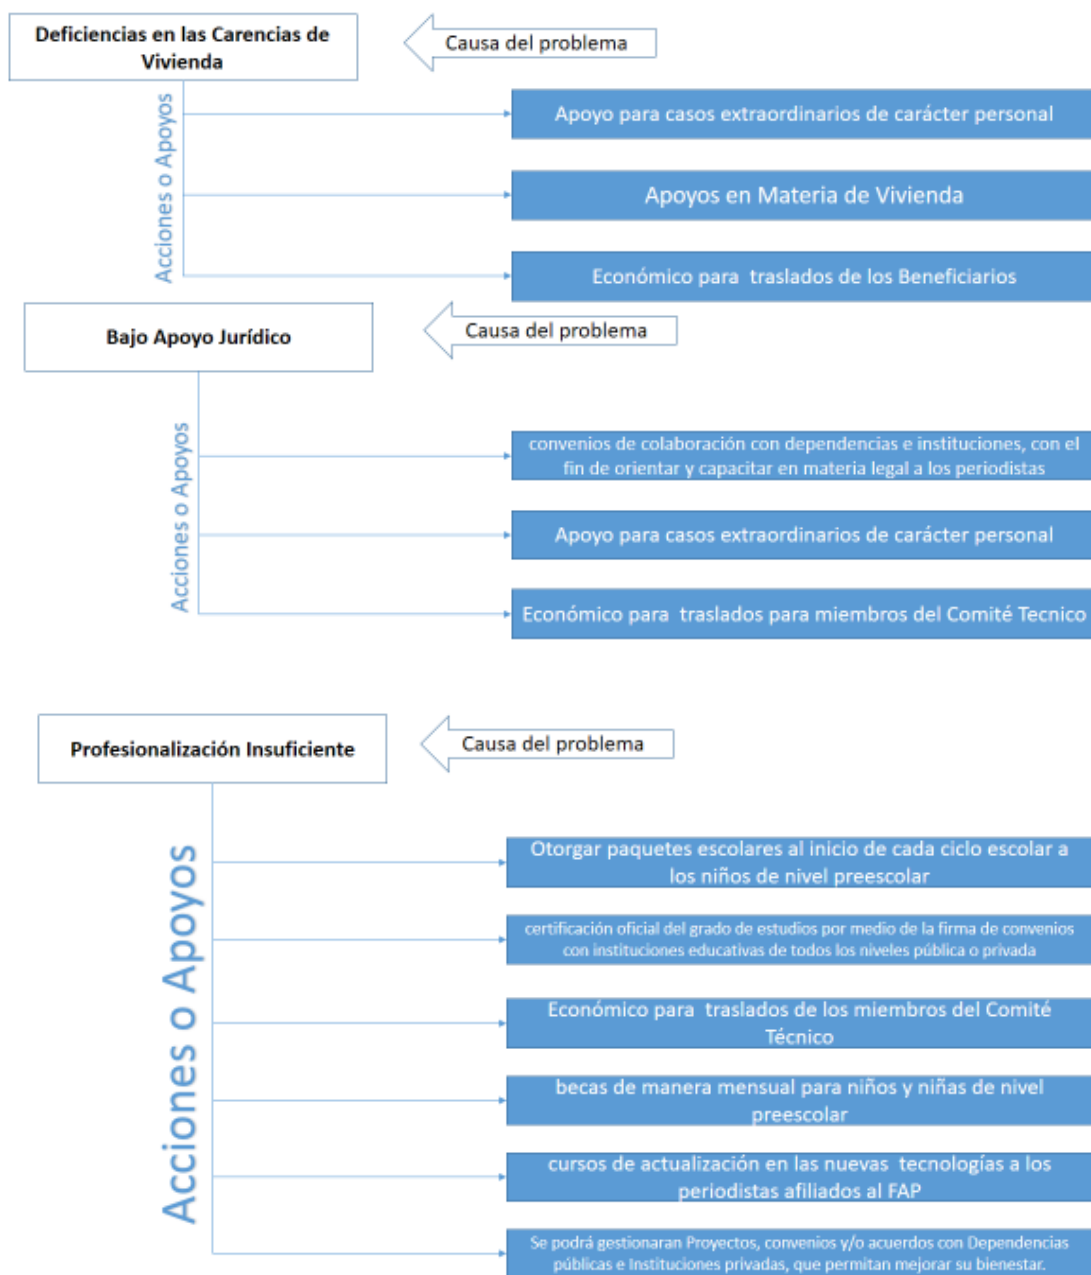 Deficiencias en las Carencias de
Vivienda
Causa del problema
Acciones o Apoyos
Apoyo para casos extraordinarios de carácter personal
Apoyos en Materia de Vivienda
Económico para  traslados de los Beneficiarios
Bajo Apoyo Jurídico
Causa del problema
Acciones o Apoyos
convenios de colaboración con dependencias e instituciones, con el
fin de orientar y capacitar en materia legal a los periodistas
Apoyo para casos extraordinarios de carácter personal
Económico para  traslados para miembros del Comité Tecnico
Profesionalización Insuficiente
Causa del problema
Acciones o Apoyos
Otorgar paquetes escolares al inicio de cada ciclo escolar a
los niños de nivel preescolar
certificación oficial del grado de estudios por medio de la firma de convenios
con instituciones educativas de todos los niveles pública o privada
Económico para  traslados de los miembros del Comité
Técnico
becas de manera mensual para niños y niñas de nivel
preescolar
cursos de actualización en las nuevas  tecnologías a los
periodistas afiliados al FAP
Se podrá gestionaran Proyectos, convenios y/o acuerdos con Dependencias
públicas e Instituciones privadas, que permitan mejorar su bienestar.